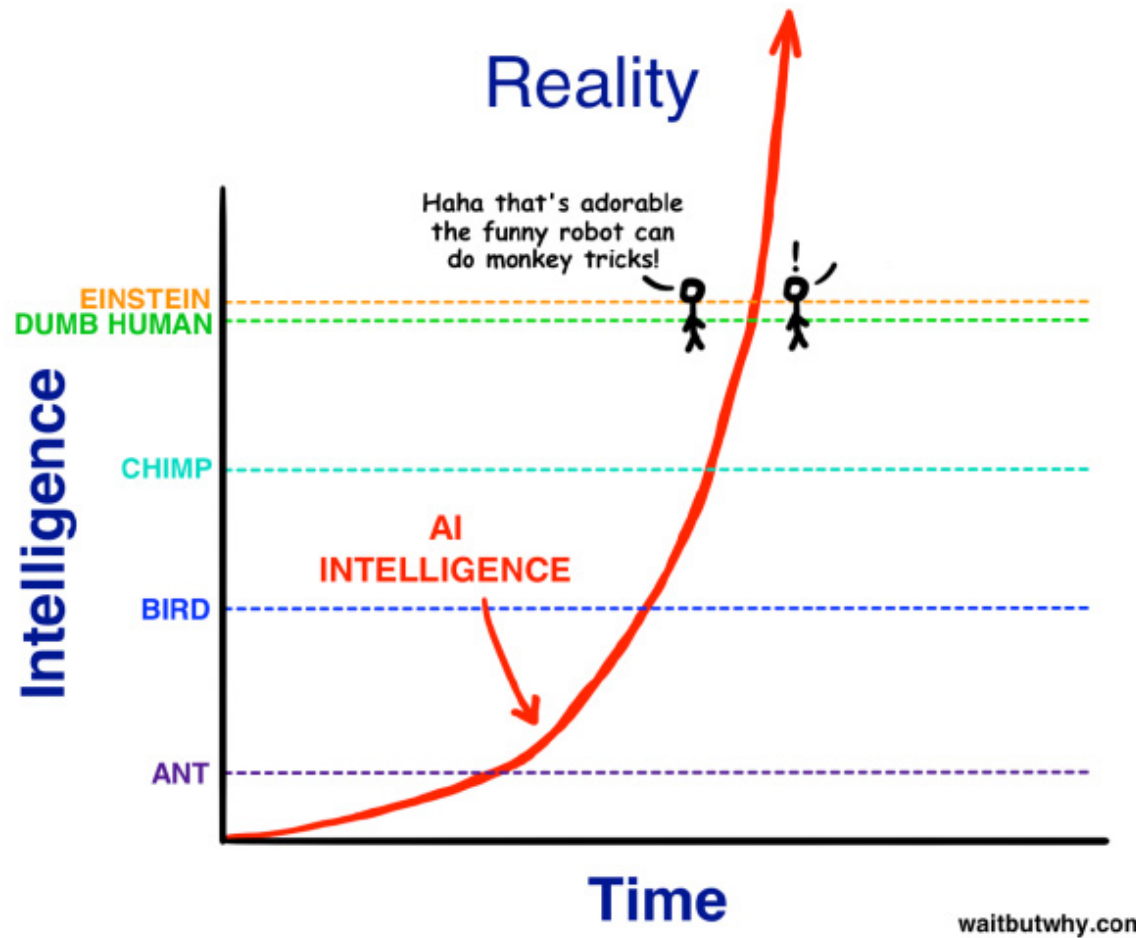 Reality
Haha that's adorable
the funny robot can
do monkey tricks!
!
EINSTEIN
DUMB HUMAN
CHIMP
AI
INTELLIGENCE
BIRD
ANT
Intelligence
Time
waitbutwhy.com